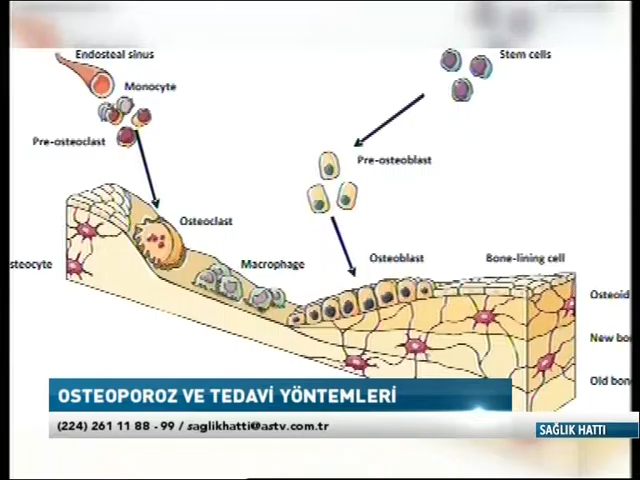 Endosteal sinus
Stem cells
Monocyte
Pre-osteoclast
Pre-osteoblast
Osteoclast
steocyte
Macrophage
Osteoblast
Bone-lining cell
Osteoid
New bon
Old bon
OSTEOPOROZ VE TEDAVİ YÖNTEMLERİ
(224) 261 11 88 - 99 / saglikhatti@astv.com.tr
SAĞLIK HATTI